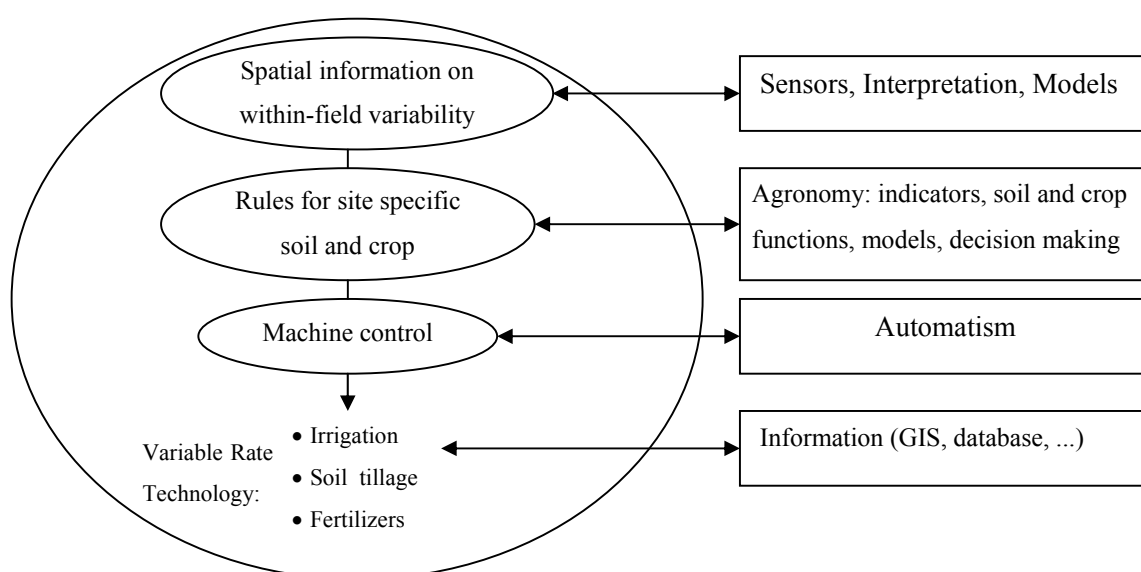 Spatial information on
within-field variability
Sensors, Interpretation, Models
Rules for site specific
soil and crop
Agronomy: indicators, soil and crop
functions, models, decision making
Machine control
Automatism
Variable Rate
Technology:
• Irrigation
• Soil tillage
• Fertilizers
Information (GIS, database, ...)